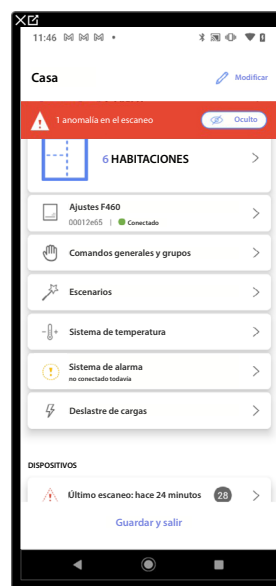 11:46
Casa
Modificar
1 anomalía en el escaneo
Oculto
6 HABITACIONES
Ajustes F460
00012e65 | Conectado
Comandos generales y grupos
Escenarios
Sistema de temperatura
Sistema de alarma
no conectado todavía
Deslastre de cargas
DISPOSITIVOS
Último escaneo: hace 24 minutos 28
Guardar y salir